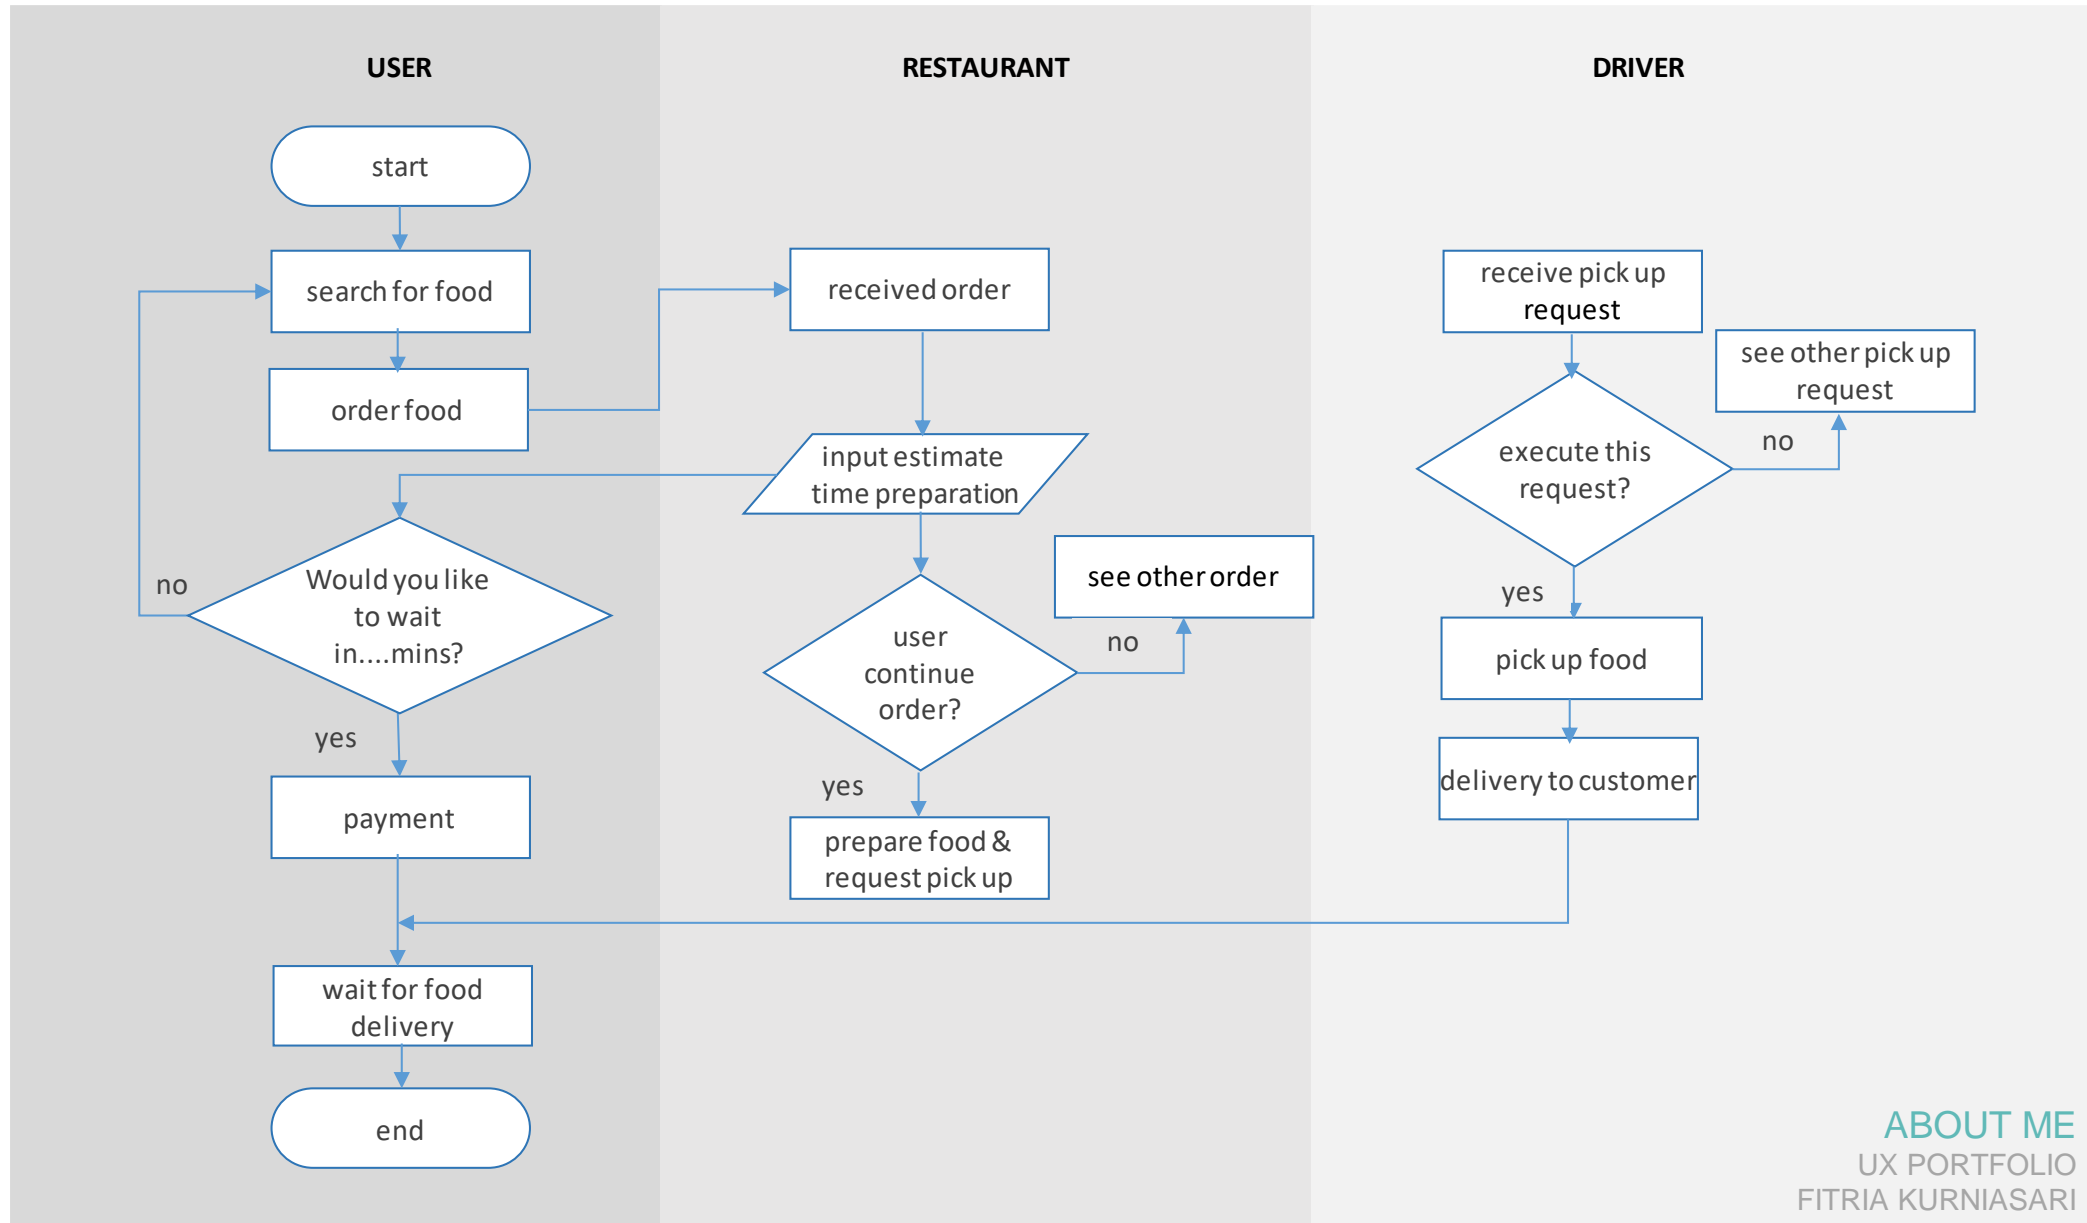 USER
RESTAURANT
DRIVER
start
search for food
order food
Would you like
to wait
in....mins?
no
yes
payment
wait for food
delivery
end
received order
input estimate
time preparation
user
continue
order?
no
see other order
yes
prepare food &
request pick up
receive pick up
request
execute this
request?
no
see other pick up
request
yes
pick up food
delivery to customer
ABOUT ME
UX PORTFOLIO
FITRIA KURNIASARI